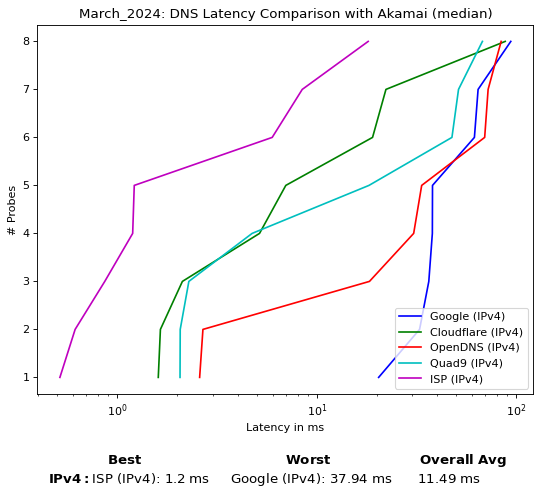 March_2024: DNS Latency Comparison with Akamai (median)
8
7
6
5
4
3
2
1
# Probes
Google (IPv4)
Cloudflare (IPv4)
OpenDNS (IPv4)
Quad9 (IPv4)
ISP (IPv4)
10⁰ 10¹ 10²
Latency in ms
Best Worst Overall Avg
IPv4: ISP (IPv4): 1.2 ms Google (IPv4): 37.94 ms 11.49 ms